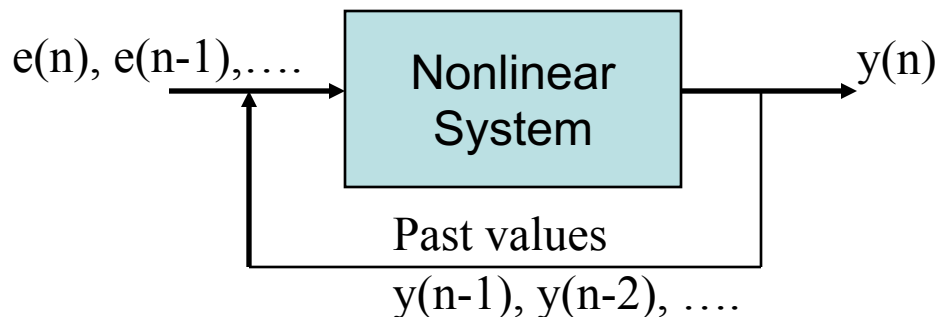 e(n), e(n-1),....
Nonlinear
System
y(n)
Past values
y(n-1), y(n-2), ....